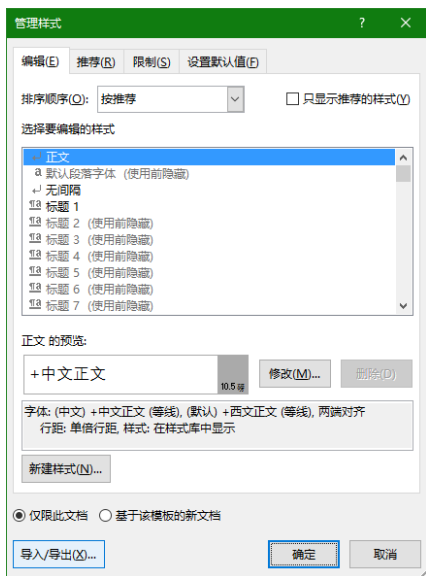 管理样式
编辑(E) 推荐(R) 限制(S) 设置默认值(F)
排序顺序(O): 按推荐 只显示推荐的样式(Y)
选择要编辑的样式
正文
a 默认段落字体 (使用前隐藏)
无间隔
¶a 标题 1
¶a 标题 2 (使用前隐藏)
¶a 标题 3 (使用前隐藏)
¶a 标题 4 (使用前隐藏)
¶a 标题 5 (使用前隐藏)
¶a 标题 6 (使用前隐藏)
¶a 标题 7 (使用前隐藏)
正文 的预览:
+中文正文 10.5 磅 修改(M)... 删除(D)
字体: (中文) +中文正文 (等线), (默认) +西文正文 (等线), 两端对齐
行距: 单倍行距, 样式: 在样式库中显示
新建样式(N)...
仅限此文档 基于该模板的新文档
导入/导出(X)... 确定 取消